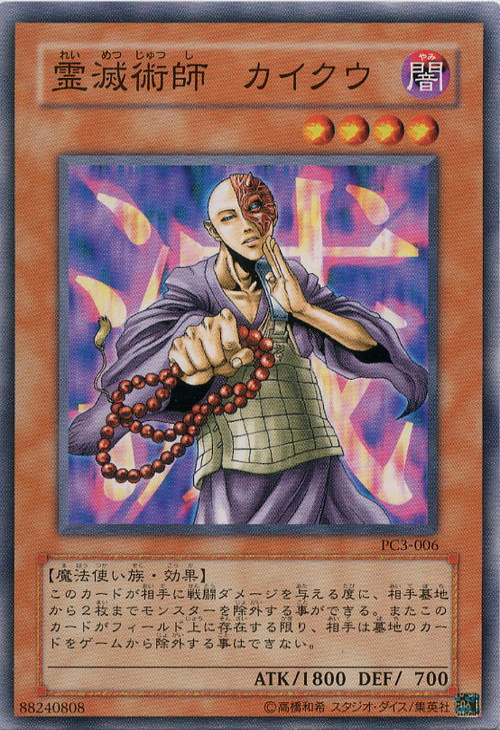 霊滅術師 カイクウ
闇
PC3-006
【魔法使い族・効果】
このカードが相手に戦闘ダメージを与える度に、相手墓地
から2枚までモンスターを除外する事ができる。またこの
カードがフィールド上に存在する限り、相手は墓地のカー
ドをゲームから除外する事はできない。
ATK/1800 DEF/ 700
88240808
©高橋和希 スタジオ・ダイス/集英社